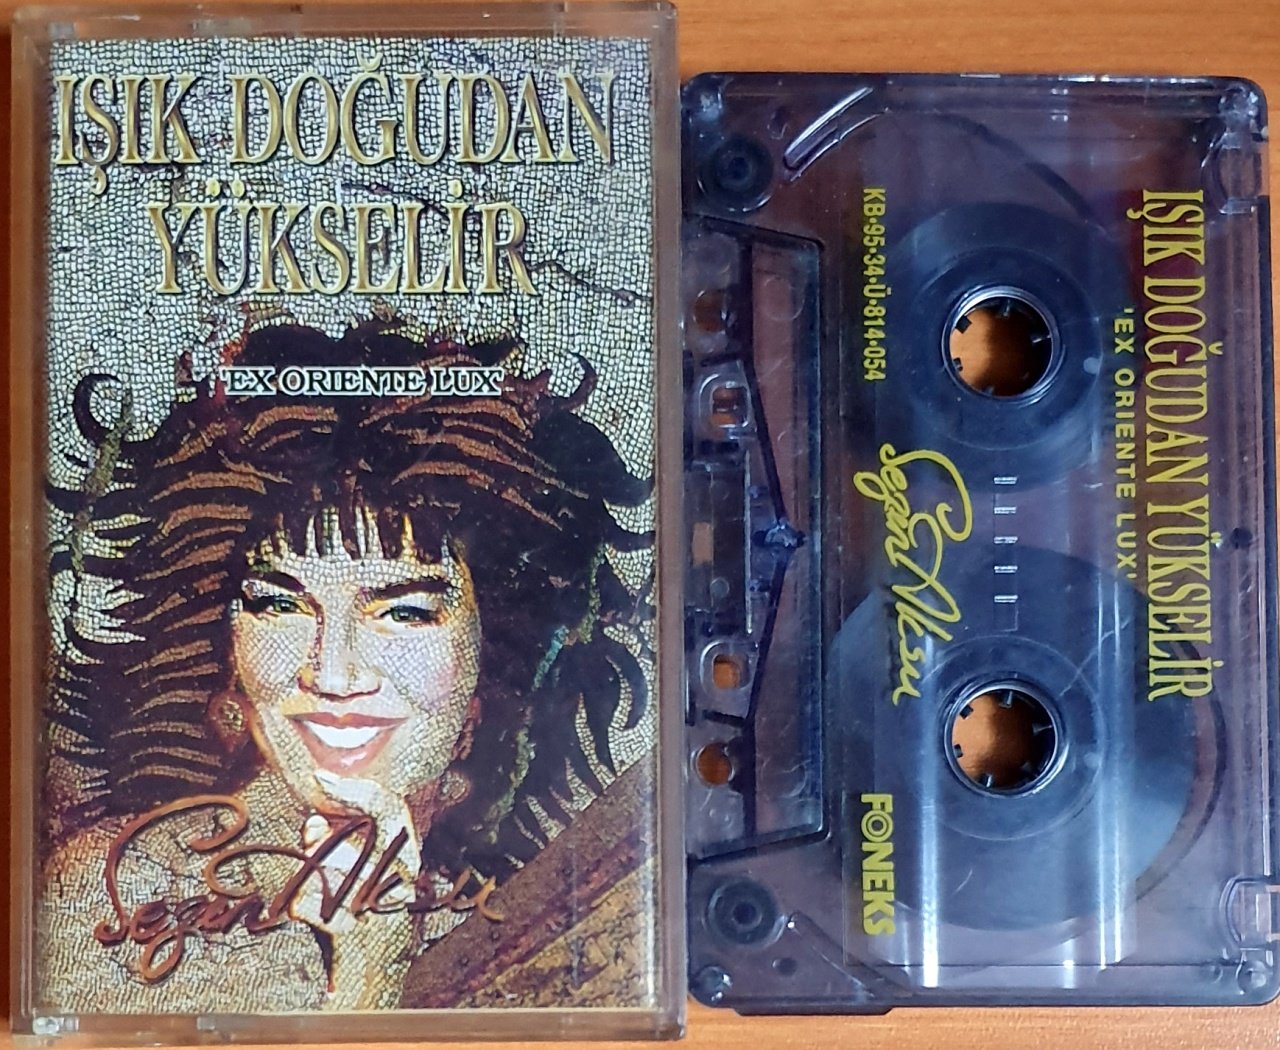 IŞIK DOĞUDAN
YÜKSELİR
'EX ORIENTE LUX'
Sezen Aksu
IŞIK DOĞUDAN YÜKSELİR
'EX ORIENTE LUX'
KB·95·34·Ü·814·054
Sezen Aksu
FONEKS